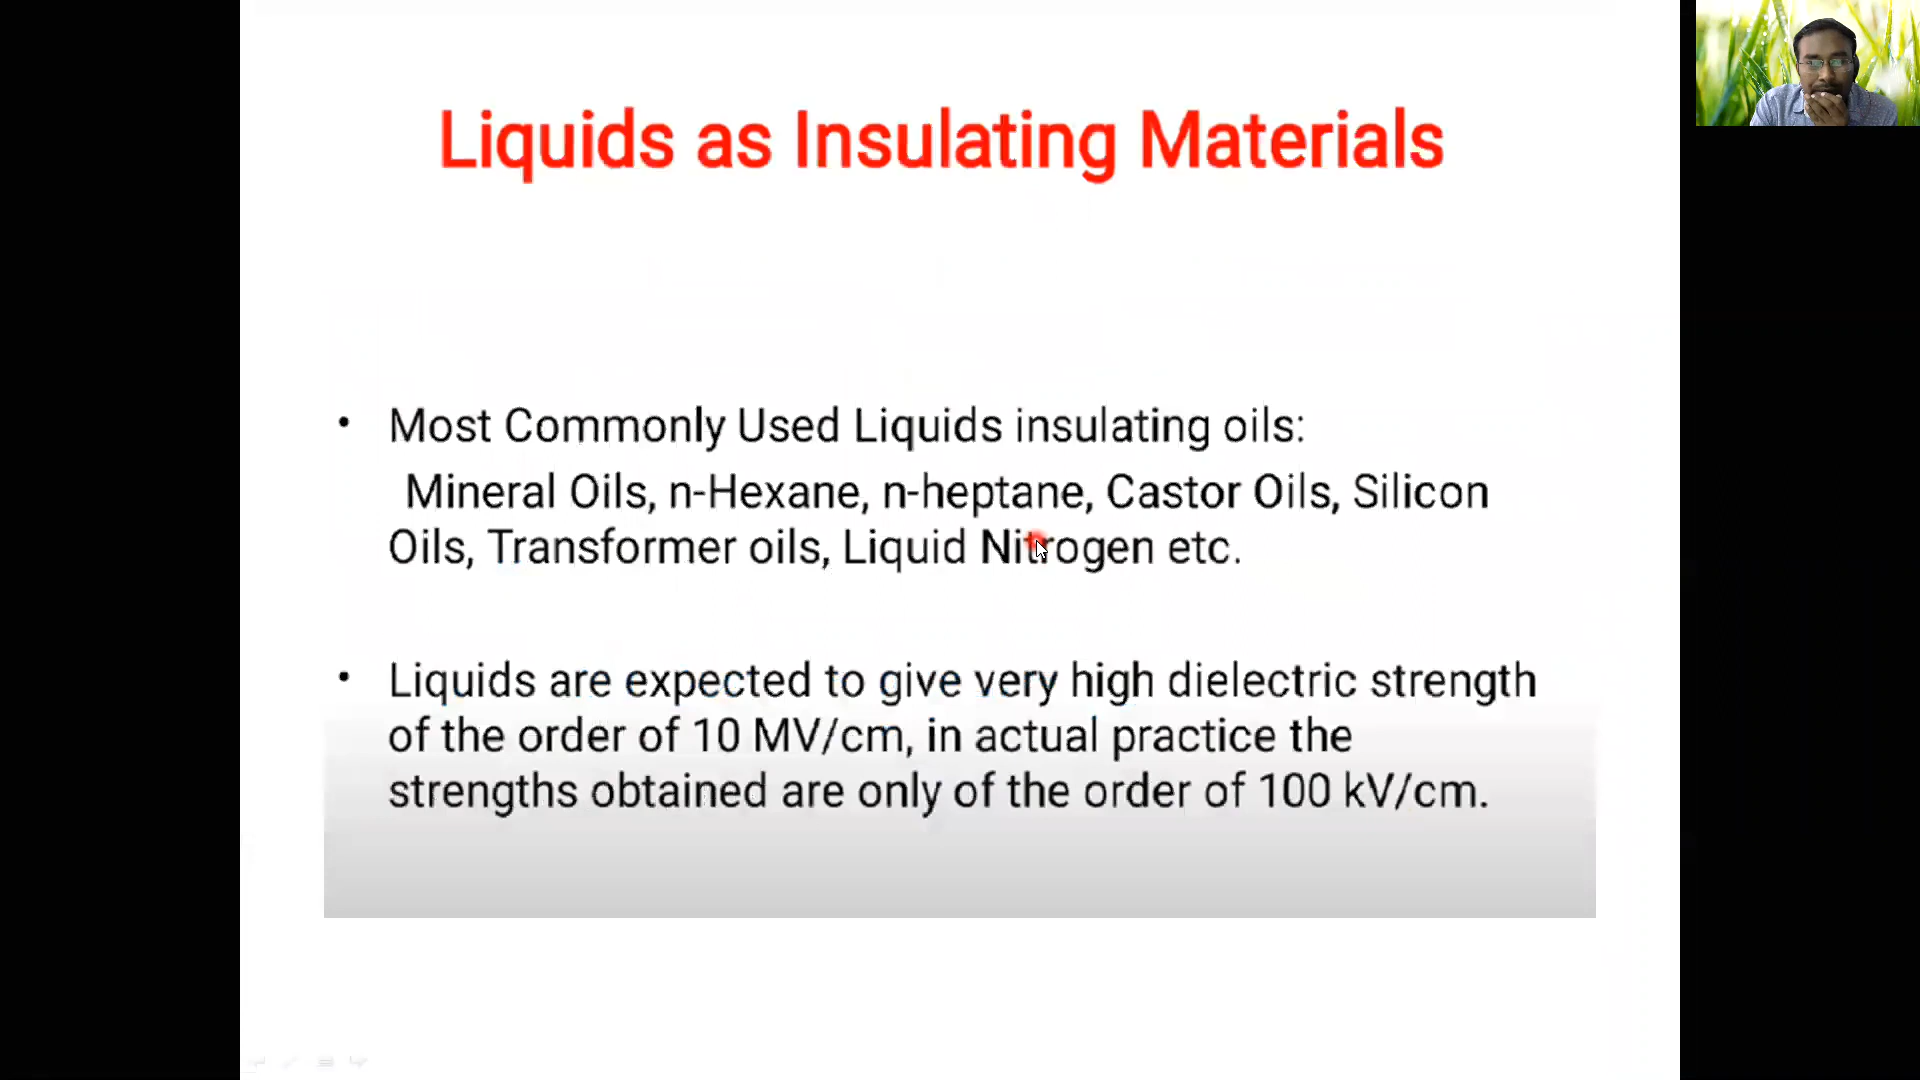 Liquids as Insulating Materials
• Most Commonly Used Liquids insulating oils:
Mineral Oils, n-Hexane, n-heptane, Castor Oils, Silicon
Oils, Transformer oils, Liquid Nitrogen etc.
• Liquids are expected to give very high dielectric strength
of the order of 10 MV/cm, in actual practice the
strengths obtained are only of the order of 100 kV/cm.